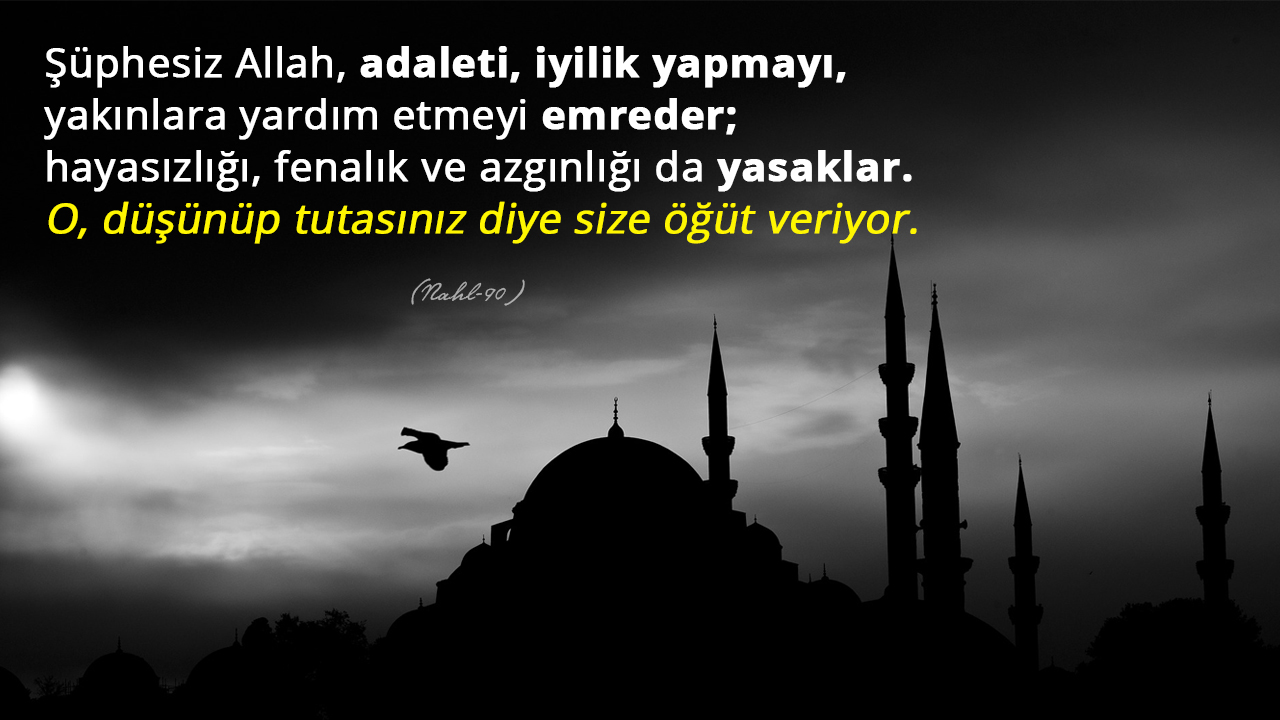 Şüphesiz Allah, adaleti, iyilik yapmayı,
yakınlara yardım etmeyi emreder;
hayasızlığı, fenalık ve azgınlığı da yasaklar.
O, düşünüp tutasınız diye size öğüt veriyor.
(Nahl-90)